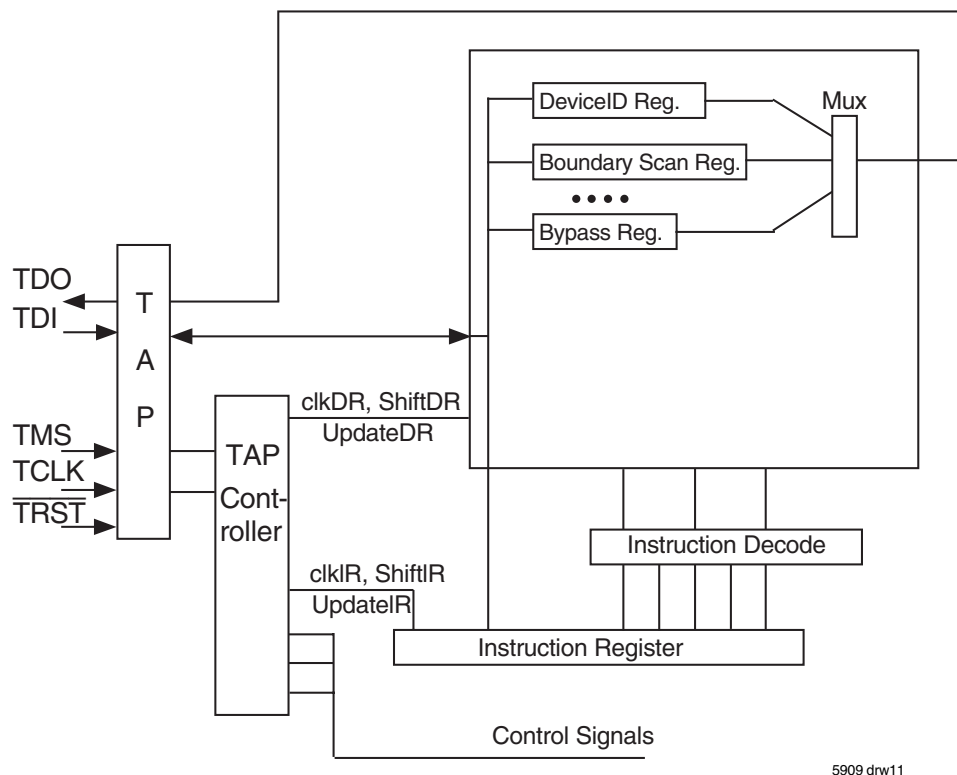 DeviceID Reg.
Mux
Boundary Scan Reg.
Bypass Reg.
TDO
TDI
T
A
P
TMS
TCLK
TRST
clkDR, ShiftDR
UpdateDR
TAP
Cont-
roller
Instruction Decode
clkIR, ShiftIR
UpdateIR
Instruction Register
Control Signals
5909 drw11